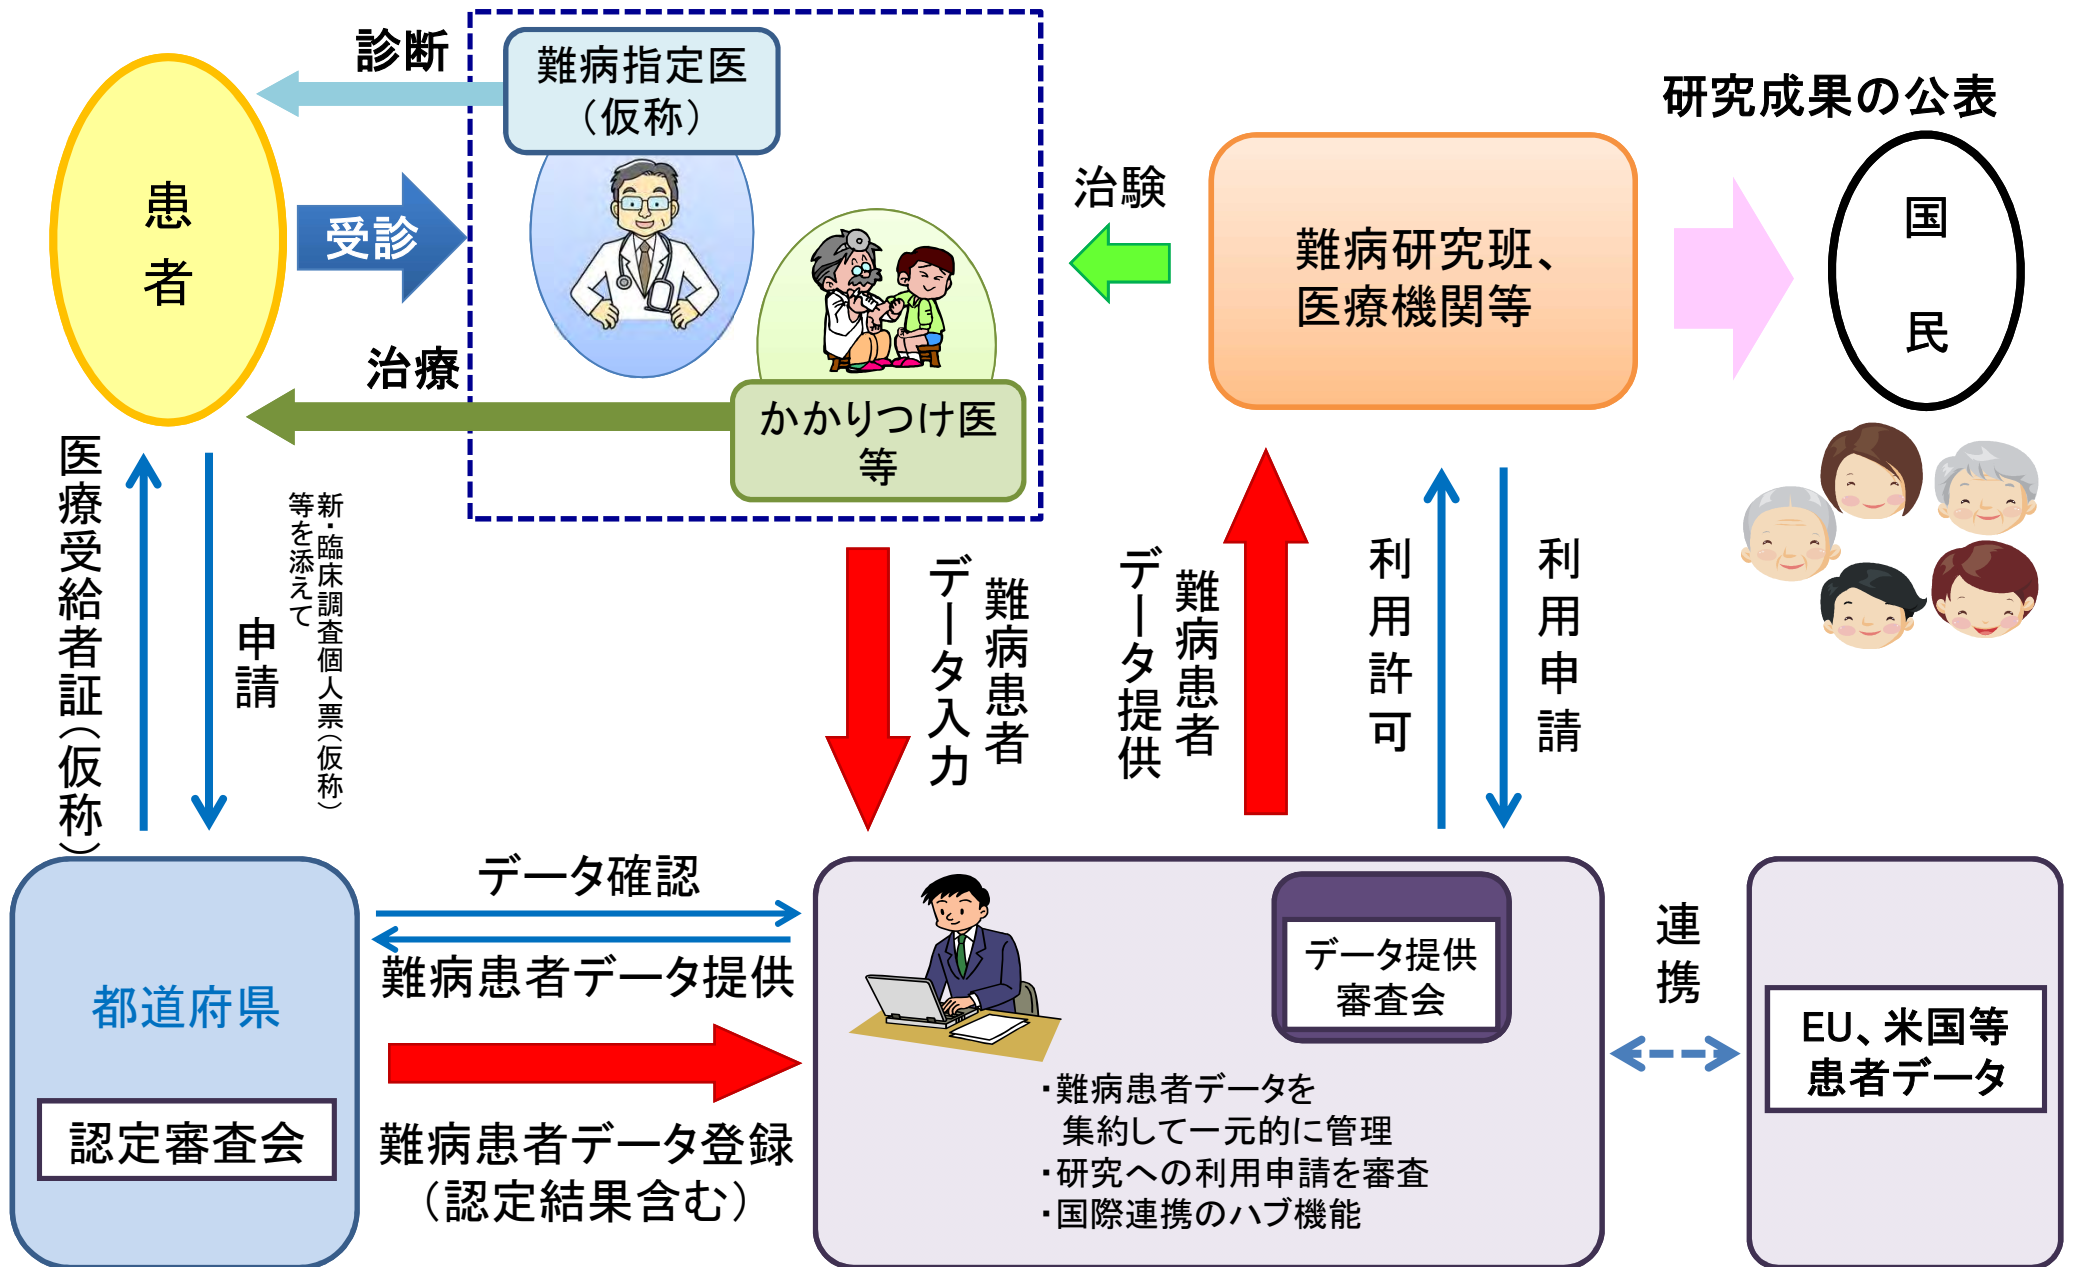 診断
難病指定医
（仮称）
研究成果の公表
患
者
受診
治験
難病研究班、
医療機関等
国
民
治療
かかりつけ医
等
医療受給者証（仮称）
申請
新・臨床調査個人票（仮称）
等を添えて
難病患者
データ入力
難病患者
データ提供
利用許可
利用申請
データ確認
難病患者データ提供
都道府県
認定審査会
難病患者データ登録
（認定結果含む）
データ提供
審査会
・難病患者データを
集約して一元的に管理
・研究への利用申請を審査
・国際連携のハブ機能
連携
EU、米国等
患者データ